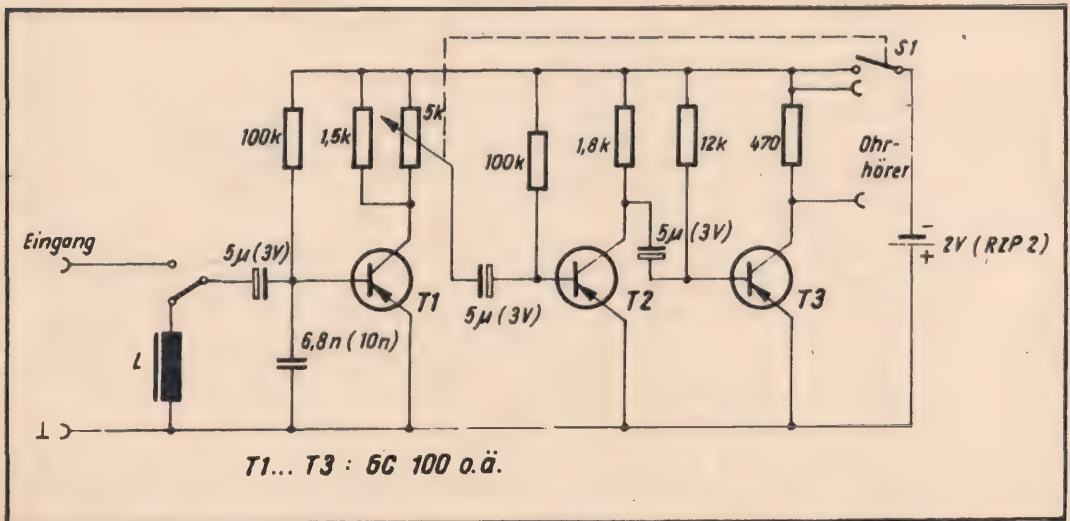 S1
100k
1,5k
5k
100k
1,8k
12k
470
Ohr-
hörer
Eingang
5µ (3V)
5µ (3V)
-
+
2V (RZP 2)
T1
T2
T3
5µ (3V)
6,8n (10n)
L
⊥
T1... T3 : GC 100 o.ä.